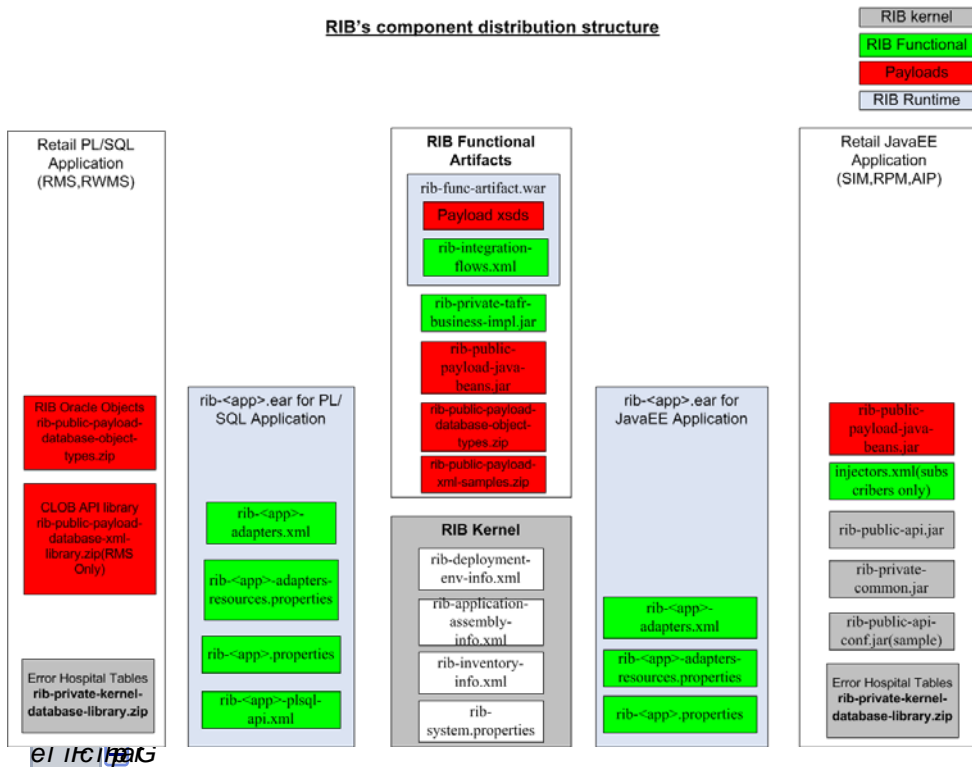 RIB's component distribution structure
RIB kernel
RIB Functional
Payloads
RIB Runtime
Retail PL/SQL
Application
(RMS,RWMS)
RIB Oracle Objects
rib-public-payload-
database-object-
types.zip
CLOB API library
rib-public-payload-
database-xml-
library.zip(RMS
Only)
Error Hospital Tables
rib-private-kernel-
database-library.zip
rib-<app>.ear for PL/
SQL Application
rib-<app>-
adapters.xml
rib-<app>-adapters-
resources.properties
rib-<app>.properties
rib-<app>-plsql-
api.xml
RIB Functional
Artifacts
rib-func-artifact.war
Payload xsds
rib-integration-
flows.xml
rib-private-tafr-
business-impl.jar
rib-public-
payload-java-
beans.jar
rib-public-payload-
database-object-
types.zip
rib-public-payload-
xml-samples.zip
RIB Kernel
rib-deployment-
env-info.xml
rib-application-
assembly-
info.xml
rib-inventory-
info.xml
rib-
system.properties
rib-<app>.ear for
JavaEE Application
rib-<app>-
adapters.xml
rib-<app>-adapters-
resources.properties
rib-<app>.properties
Retail JavaEE
Application
(SIM,RPM,AIP)
rib-public-
payload-java-
beans.jar
injectors.xml(subs
cribers only)
rib-public-api.jar
rib-private-
common.jar
rib-public-api-
conf.jar(sample)
Error Hospital Tables
rib-private-kernel-
database-library.zip